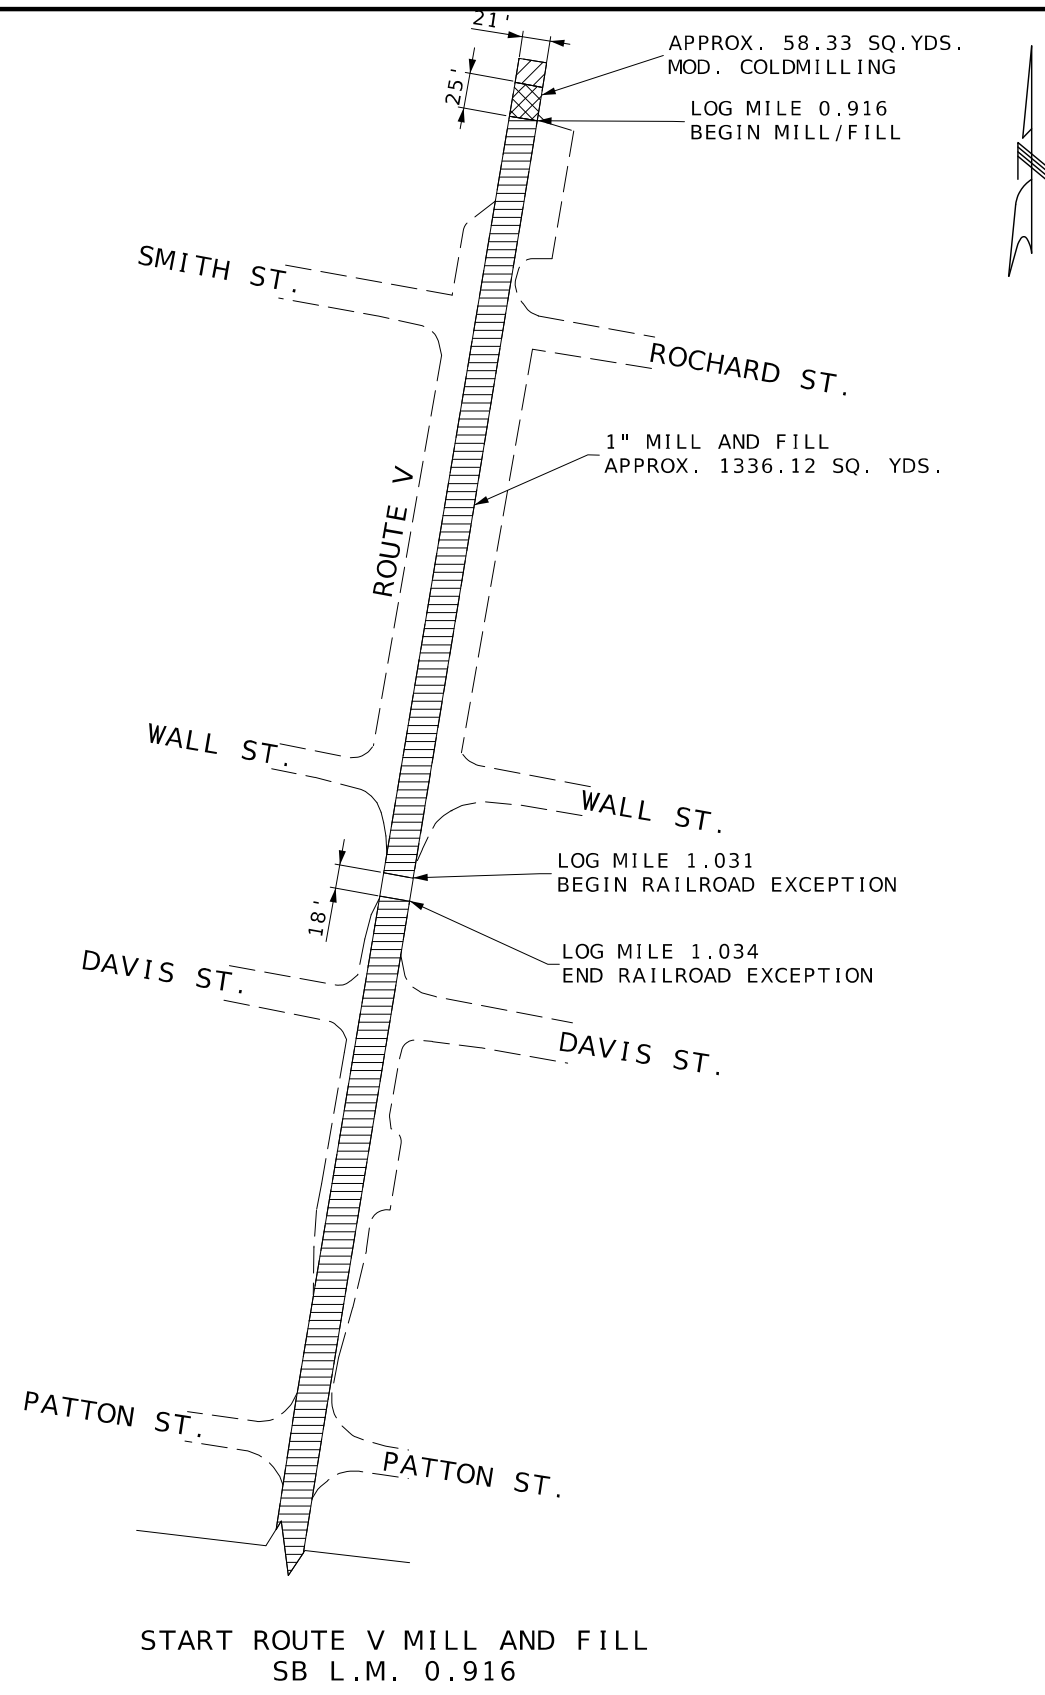 21'
APPROX. 58.33 SQ.YDS.
MOD. COLDMILLING
25'
LOG MILE 0.916
BEGIN MILL/FILL
SMITH ST.
ROCHARD ST.
1" MILL AND FILL
APPROX. 1336.12 SQ. YDS.
ROUTE V
WALL ST.
WALL ST.
LOG MILE 1.031
BEGIN RAILROAD EXCEPTION
18'
LOG MILE 1.034
END RAILROAD EXCEPTION
DAVIS ST.
DAVIS ST.
PATTON ST.
PATTON ST.
START ROUTE V MILL AND FILL
SB L.M. 0.916